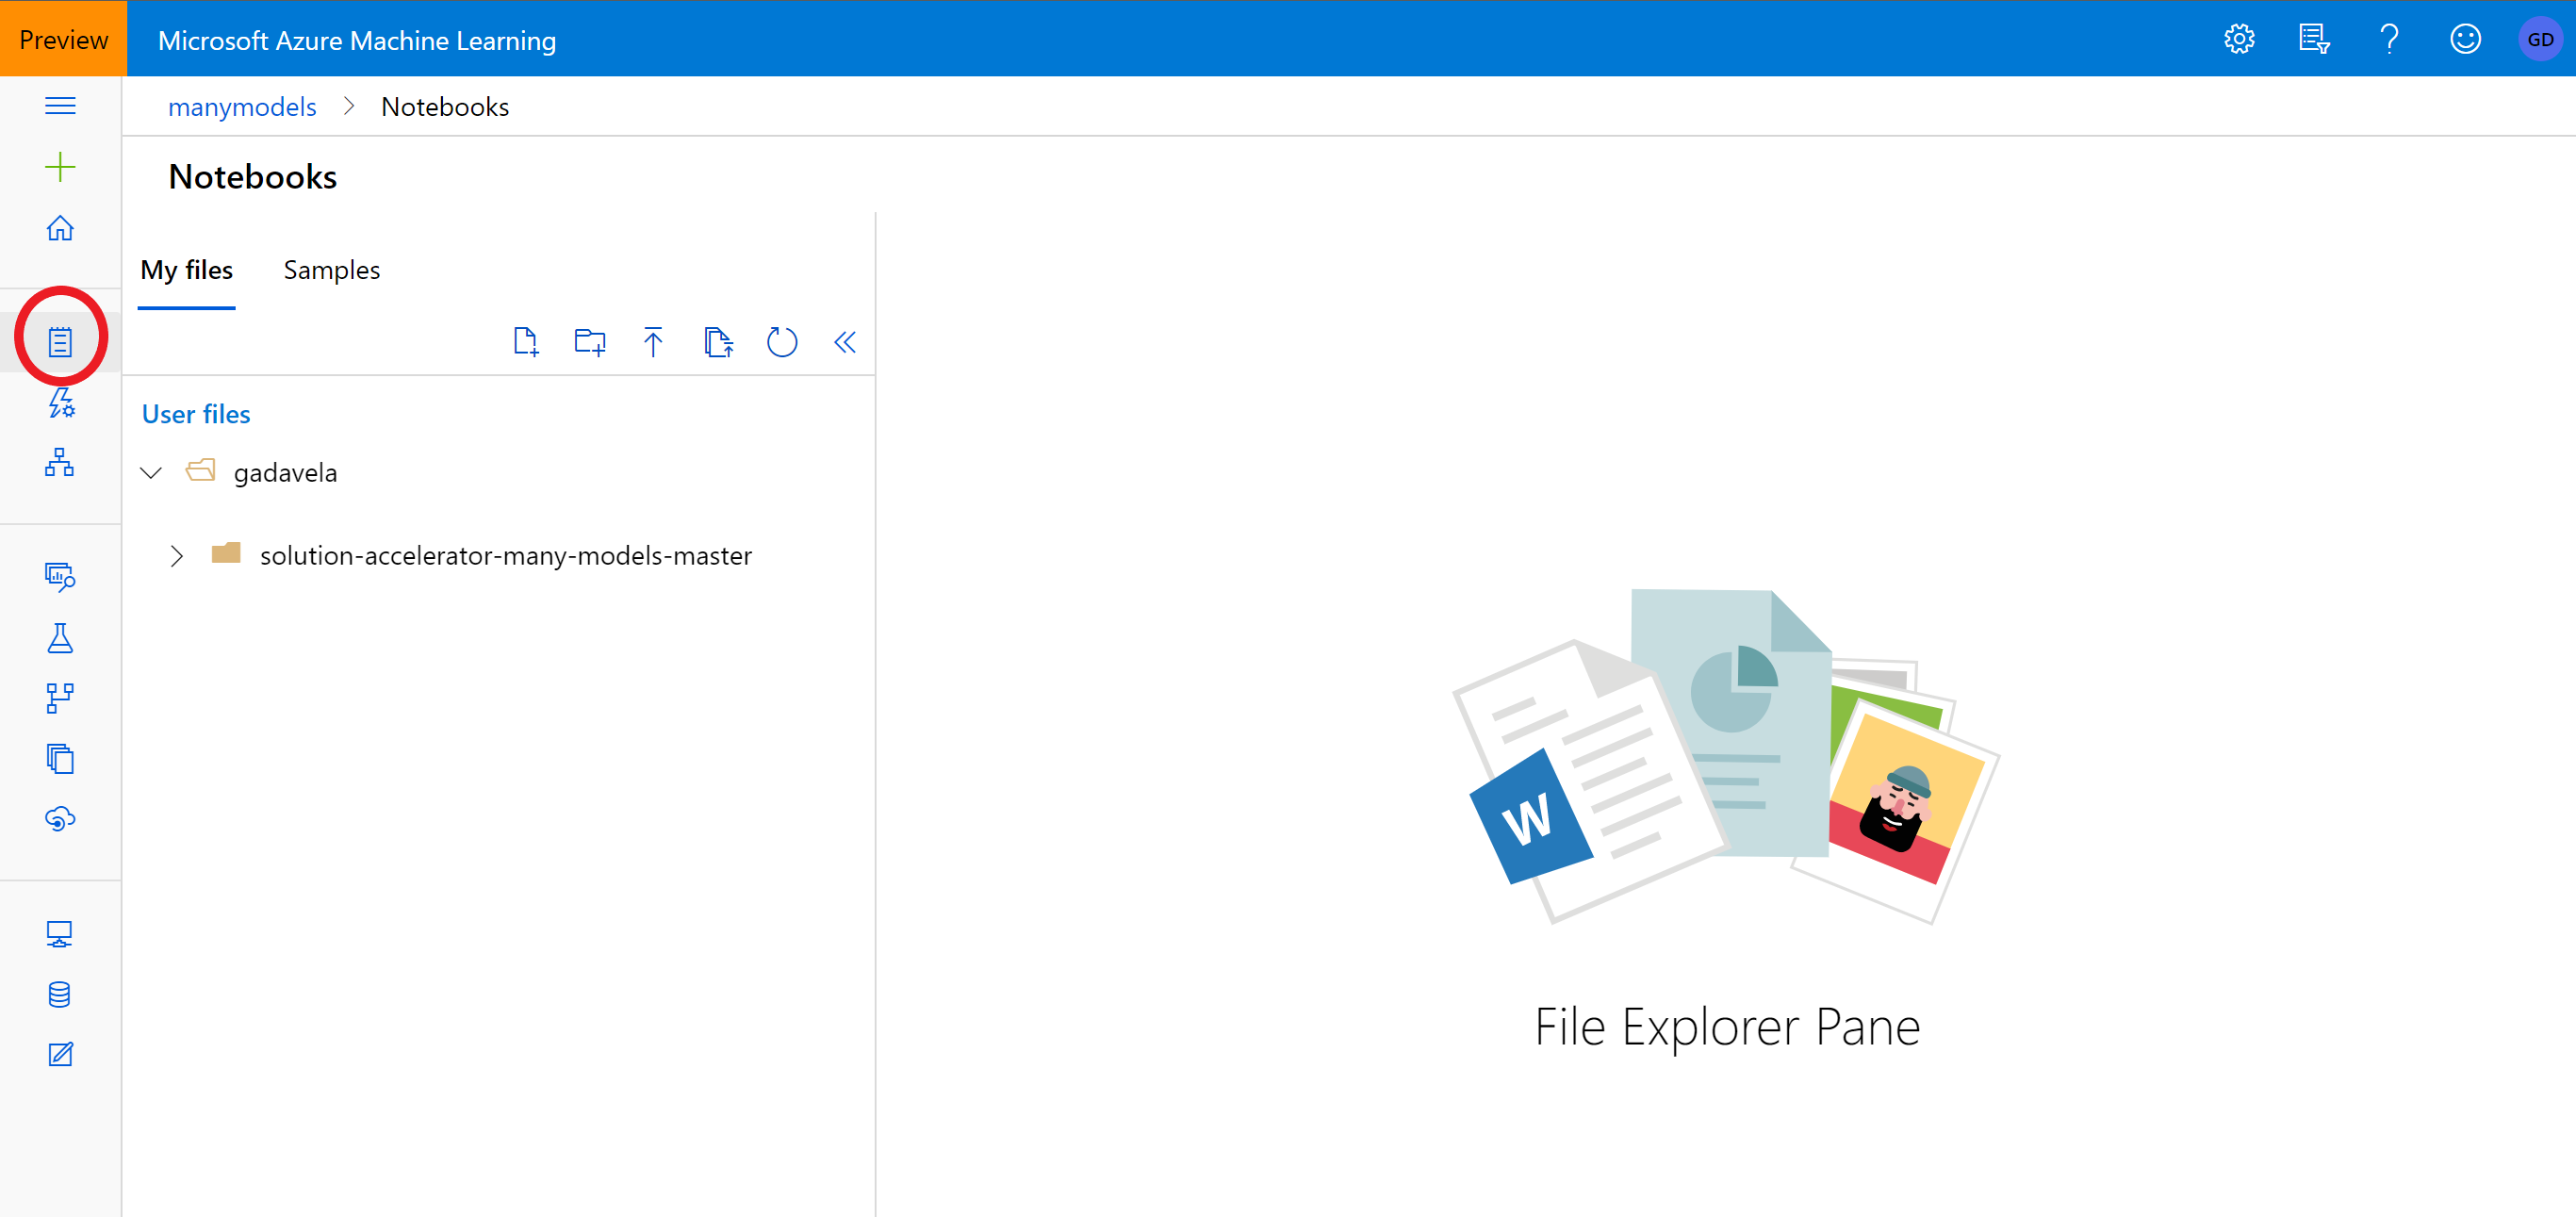 Preview
Microsoft Azure Machine Learning
GD
manymodels > Notebooks
Notebooks
My files
Samples
User files
gadavela
solution-accelerator-many-models-master
W
File Explorer Pane